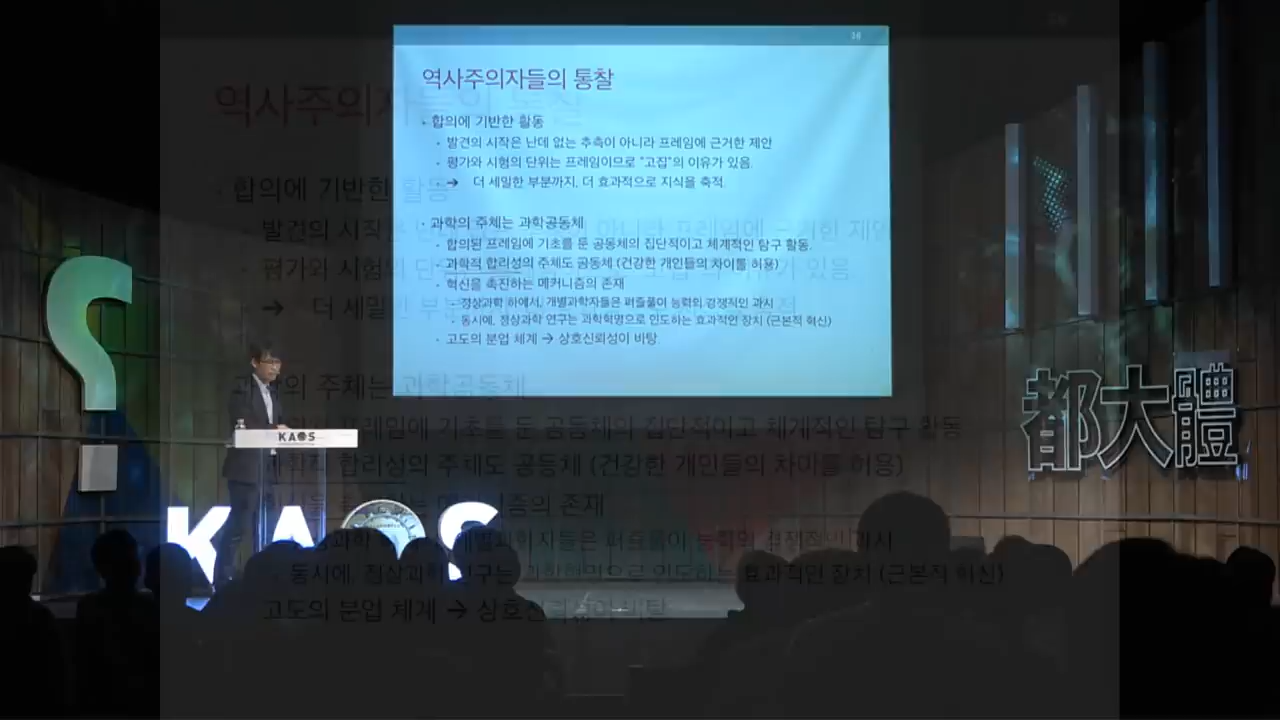 38
역사주의자들의 통찰
합의에 기반한 활동
발견의 시작은 난데 없는 추측이 아니라 프레임에 근거한 제안
평가와 시험의 단위는 프레임이므로 "고집"의 이유가 있음.
→ 더 세밀한 부분까지, 더 효과적으로 지식을 축적.
과학의 주체는 과학공동체
합의된 프레임에 기초를 둔 공동체의 집단적이고 체계적인 탐구 활동.
과학적 합리성의 주체도 공동체 (건강한 개인들의 차이를 허용)
혁신을 촉진하는 메커니즘의 존재
정상과학 하에서, 개별과학자들은 퍼즐풀이 능력의 경쟁적인 과시
동시에, 정상과학 연구는 과학혁명으로 인도하는 효과적인 장치 (근본적 혁신)
고도의 분업 체계 → 상호신뢰성이 바탕.
KAOS
KAOS
都大體
?